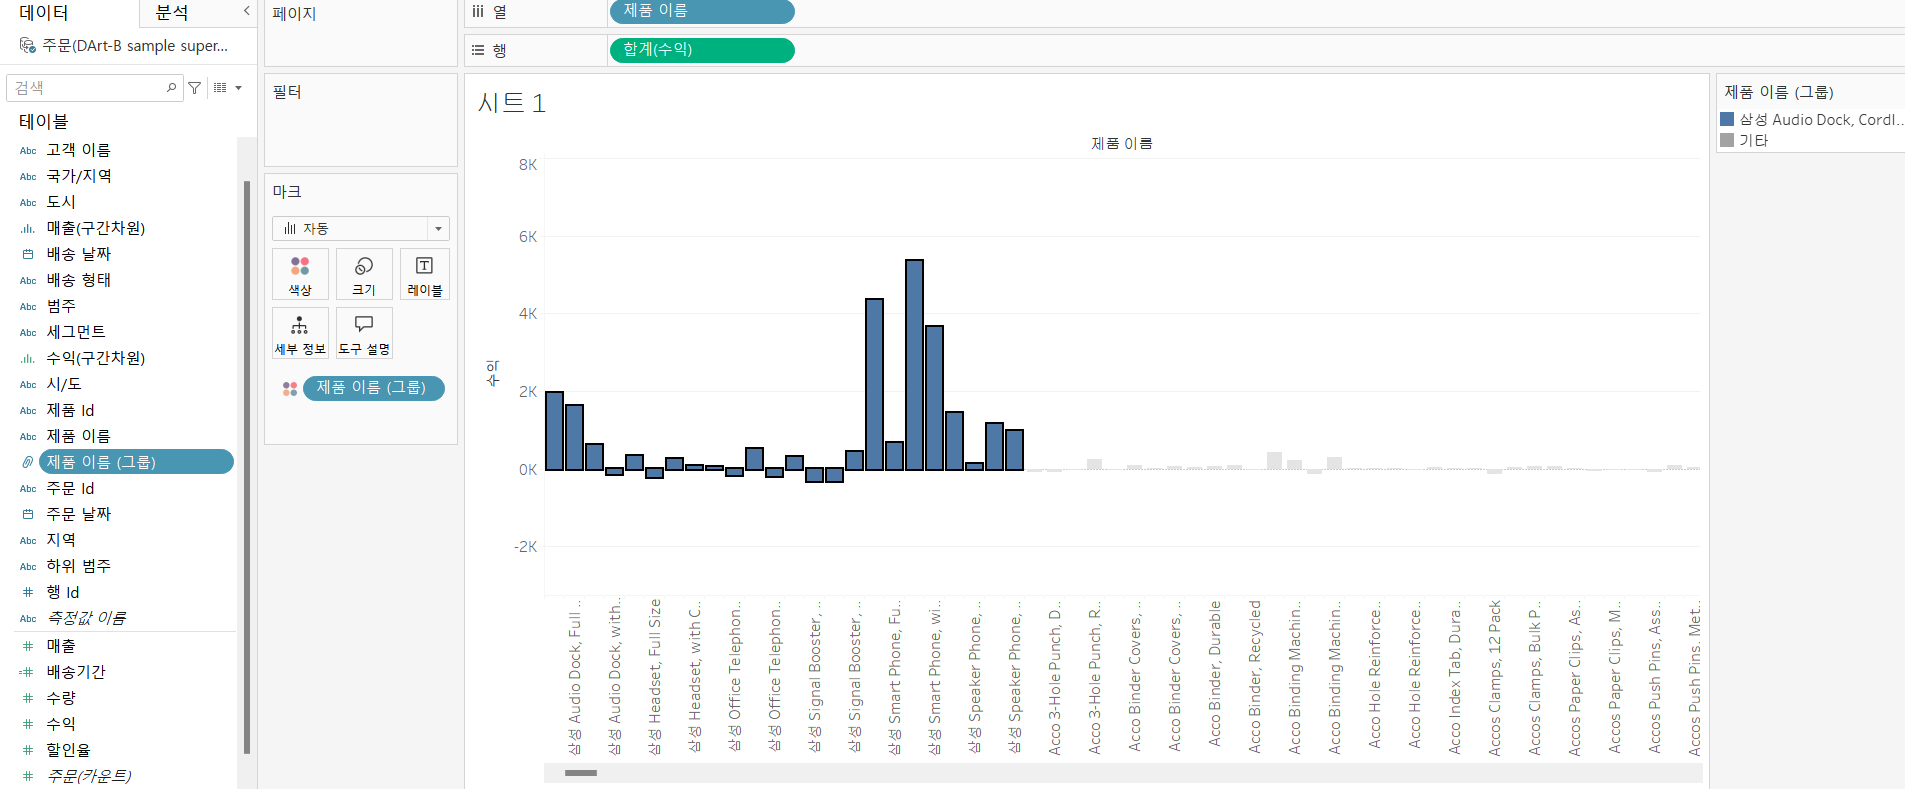 데이터
분석
주문(DArt-B sample super...
검색
테이블
고객 이름
국가/지역
도시
매출(구간차원)
배송 날짜
배송 형태
범주
세그먼트
수익(구간차원)
시/도
제품 Id
제품 이름
제품 이름 (그룹)
주문 Id
주문 날짜
지역
하위 범주
행 Id
측정값 이름
매출
배송기간
수량
수익
할인율
주문(카운트)
페이지
필터
마크
자동
색상
크기
레이블
세부 정보
도구 설명
제품 이름 (그룹)
열
제품 이름
행
합계(수익)
시트 1
제품 이름
수익
8K
6K
4K
2K
0K
-2K
삼성 Audio Dock, Full ..
삼성 Audio Dock, with..
삼성 Headset, Full Size
삼성 Headset, with C..
삼성 Office Telephon..
삼성 Office Telephon..
삼성 Signal Booster, ..
삼성 Signal Booster, ..
삼성 Smart Phone, Fu..
삼성 Smart Phone, wi..
삼성 Speaker Phone, ..
삼성 Speaker Phone, ..
Acco 3-Hole Punch, D..
Acco 3-Hole Punch, R..
Acco Binder Covers, ..
Acco Binder Covers, ..
Acco Binder, Durable
Acco Binder, Recycled
Acco Binding Machin..
Acco Binding Machin..
Acco Hole Reinforce..
Acco Hole Reinforce..
Acco Index Tab, Dura..
Accos Clamps, 12 Pack
Accos Clamps, Bulk P..
Accos Paper Clips, As..
Accos Paper Clips, M..
Accos Push Pins, Ass..
Accos Push Pins. Met..
제품 이름 (그룹)
삼성 Audio Dock, Cordl..
기타